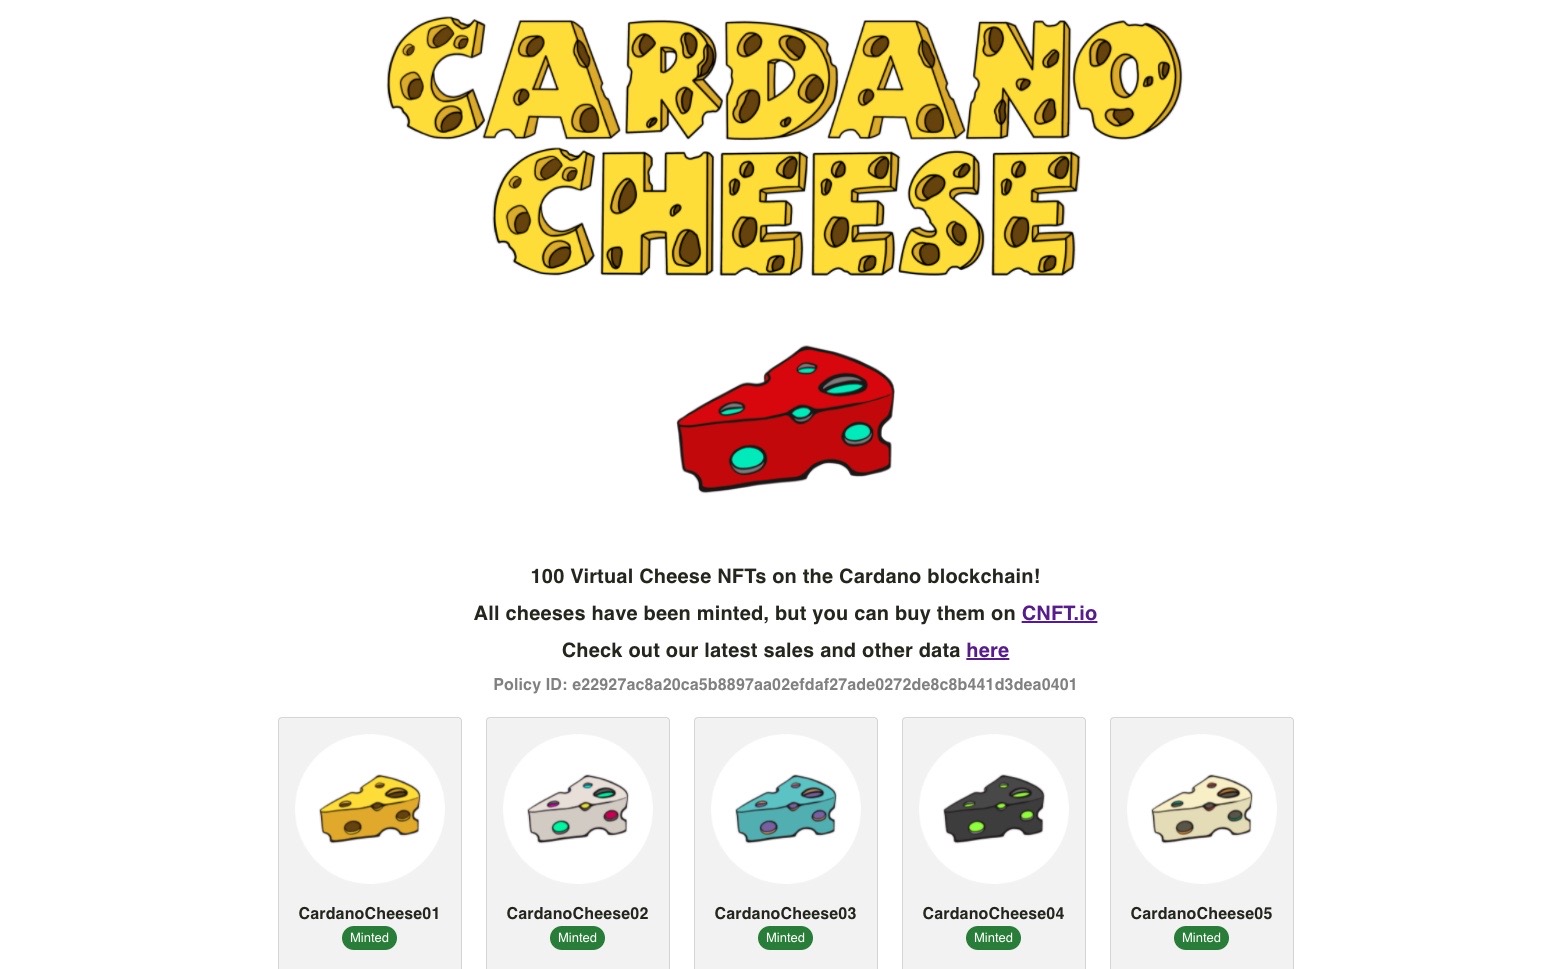 CARDANO
CHEESE
100 Virtual Cheese NFTs on the Cardano blockchain!
All cheeses have been minted, but you can buy them on CNFT.io
Check out our latest sales and other data here
Policy ID: e22927ac8a20ca5b8897aa02efdaf27ade0272de8c8b441d3dea0401
CardanoCheese01 CardanoCheese02 CardanoCheese03 CardanoCheese04 CardanoCheese05
Minted Minted Minted Minted Minted